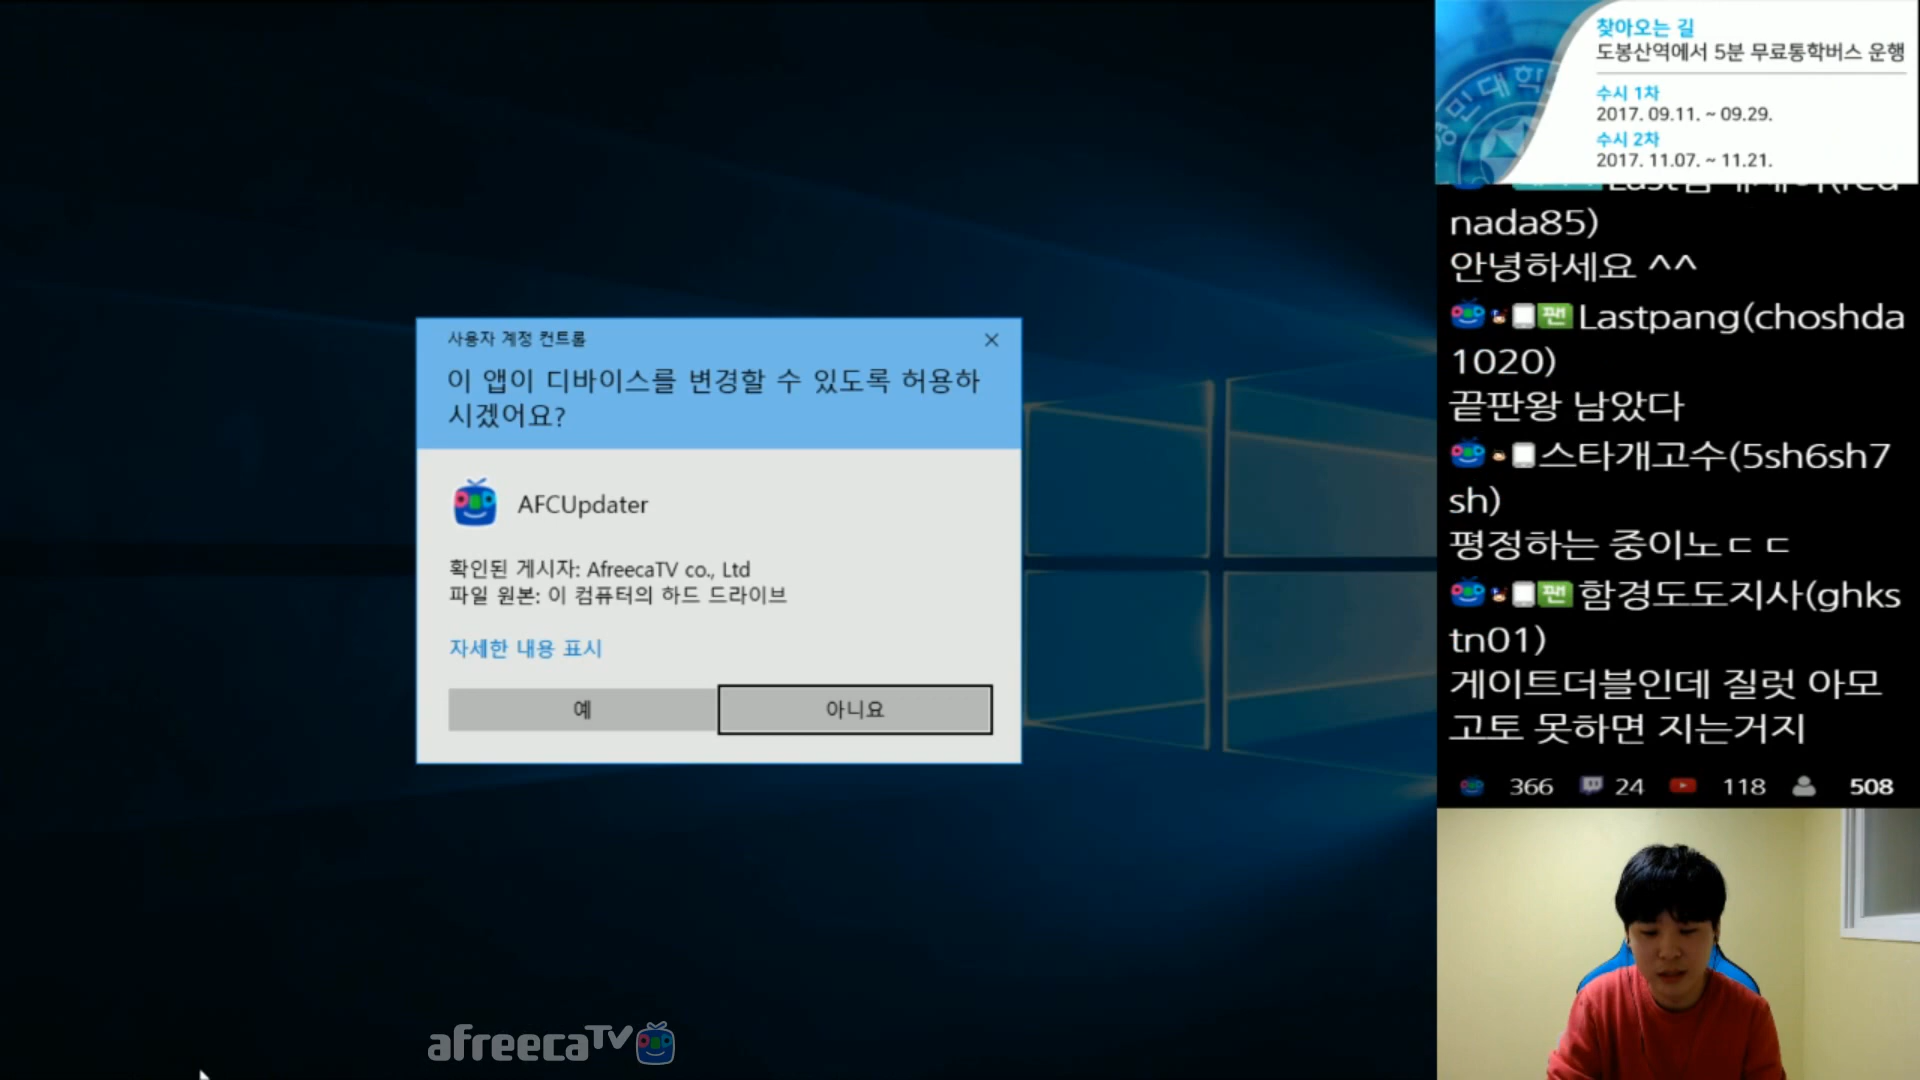 사용자 계정 컨트롤
이 앱이 디바이스를 변경할 수 있도록 허용하
시겠어요?
AFCUpdater
확인된 게시자: AfreecaTV co., Ltd
파일 원본: 이 컴퓨터의 하드 드라이브
자세한 내용 표시
예
아니요
afreecaTV
찾아오는 길
도봉산역에서 5분 무료통학버스 운행
수시 1차
2017. 09.11. ~ 09.29.
수시 2차
2017. 11.07. ~ 11.21.
경민대학
nada85)
안녕하세요 ^^
팬 Lastpang(choshda
1020)
끝판왕 남았다
스타개고수(5sh6sh7
sh)
평정하는 중이노ㄷㄷ
팬 함경도도지사(ghks
tn01)
게이트더블인데 질럿 아모
고토 못하면 지는거지
366 24 118 508